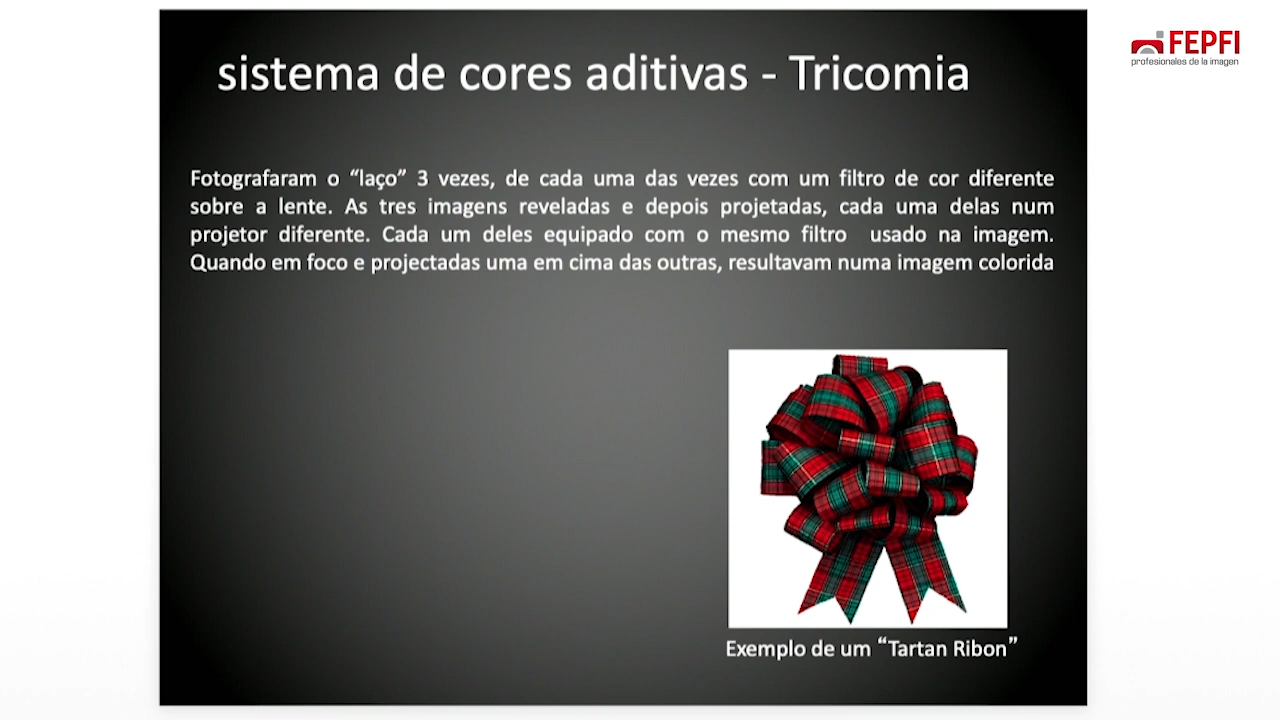 FEPFI
profesionales de la imagen
sistema de cores aditivas - Tricomia
Fotografaram o “laço” 3 vezes, de cada uma das vezes com um filtro de cor diferente
sobre a lente. As tres imagens reveladas e depois projetadas, cada uma delas num
projetor diferente. Cada um deles equipado com o mesmo filtro usado na imagem.
Quando em foco e projectadas uma em cima das outras, resultavam numa imagem colorida
Exemplo de um “Tartan Ribon”